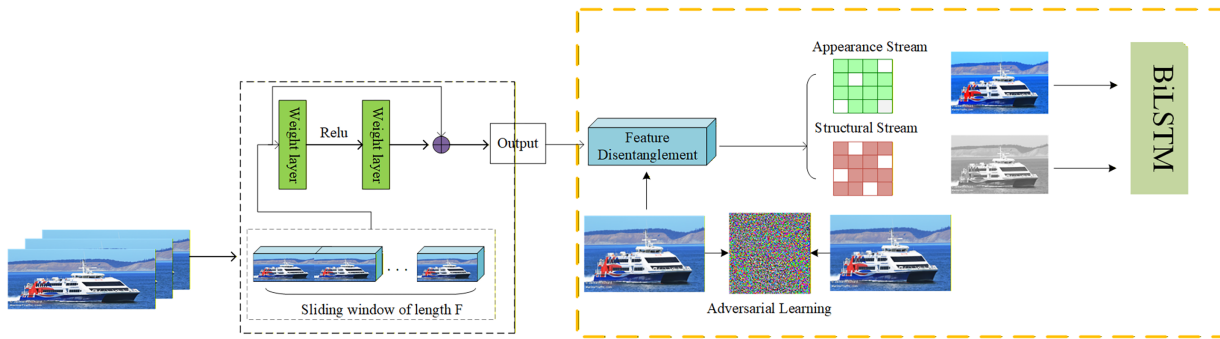 Weight layer
Relu
Weight layer
Output
Sliding window of length F
Feature
Disentanglement
Appearance Stream
Structural Stream
BiLSTM
Adversarial Learning